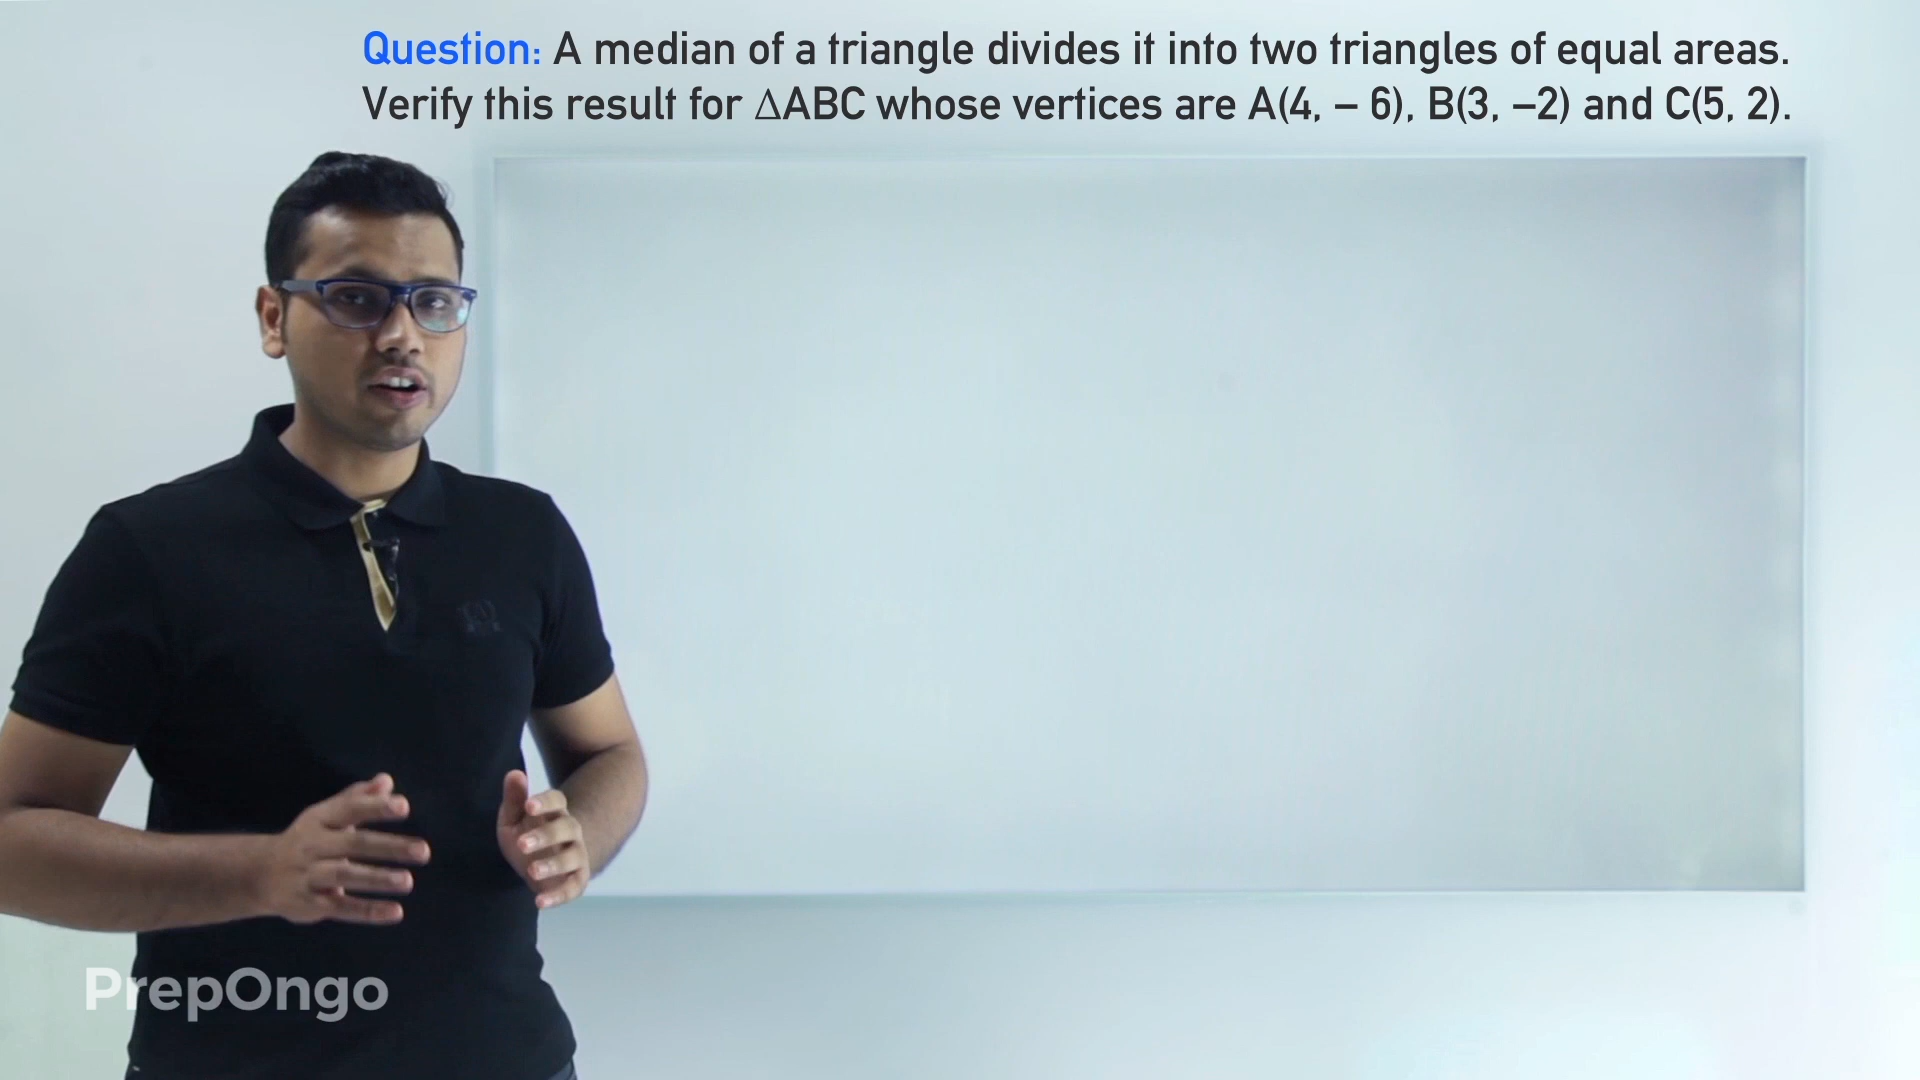 Question: A median of a triangle divides it into two triangles of equal areas.
Verify this result for ΔABC whose vertices are A(4, – 6), B(3, –2) and C(5, 2).
PrepOngo